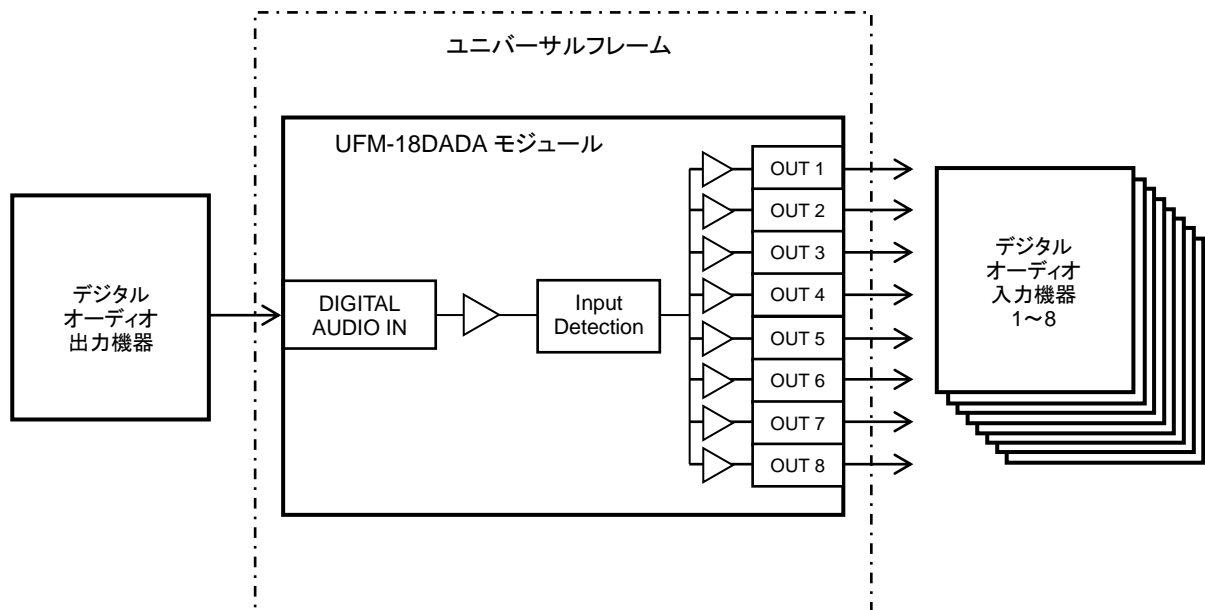 ユニバーサルフレーム
UFM-18DADA モジュール
デジタル
オーディオ
出力機器
DIGITAL
AUDIO IN
Input
Detection
OUT 1
OUT 2
OUT 3
OUT 4
OUT 5
OUT 6
OUT 7
OUT 8
デジタル
オーディオ
入力機器
1~8